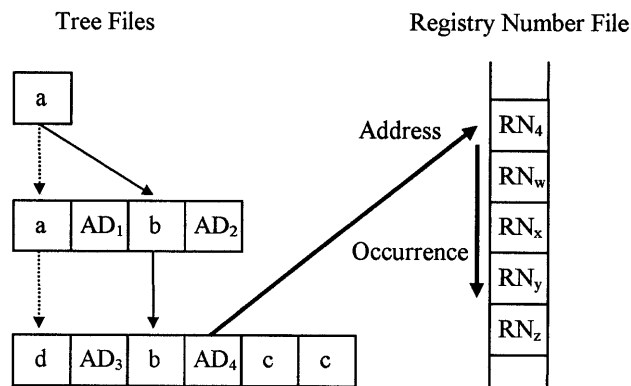 Tree Files
Registry Number File
a
Address
RN₄
RNw
a AD₁ b AD₂
RNₓ
Occurrence
RNy
d AD₃ b AD₄ c c
RNz